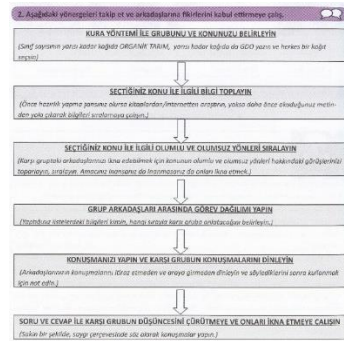 2. Aşağıdaki yönergeleri takip et ve arkadaşlarına fikirlerini kabul ettirmeye çalış.
KURA YÖNTEMİ İLE GRUBUNU VE KONUNUZU BELİRLEYİN
(Sınıf sayısının yarısı kadar kağıda ORGANİK TARIM, yarısı kadar kağıda da GDO yazın ve herkes bir kağıt
seçsin)
SEÇTİĞİNİZ KONU İLE İLGİLİ BİLGİ TOPLAYIN
(Önce hazırlık yapma şansınız olursa kitaplardan/internetten araştırın, yoksa daha önce okuduğunuz metin-
den yola çıkarak bilgileri sıralamaya çalışın.)
SEÇTİĞİNİZ KONU İLE İLGİLİ OLUMLU VE OLUMSUZ YÖNLERİ SIRALAYIN
(Karşı gruptaki arkadaşlarınızı ikna edebilmek için konunun olumlu ve olumsuz yönleri hakkındaki görüşlerinizi
toparlayın, sıralayın. Amacınız inansanız da inanmasanız da onları ikna etmek.)
GRUP ARKADAŞLARI ARASINDA GÖREV DAĞILIMI YAPIN
(Yaptığınız listelerdeki bilgileri kimin, hangi sırayla karşı gruba anlatacağını belirleyin.)
KONUŞMANIZI YAPIN VE KARŞI GRUBUN KONUŞMALARINI DİNLEYİN
(Arkadaşlarınızın konuşmalarını itiraz etmeden ve araya girmeden dinleyin ve söylediklerini sonra kullanmak
için not edin.)
SORU VE CEVAP İLE KARŞI GRUBUN DÜŞÜNCESİNİ ÇÜRÜTMEYE VE ONLARI İKNA ETMEYE ÇALIŞIN
(Sakin bir şekilde, saygı çerçevesinde söz alarak konuşmalar yapın.)